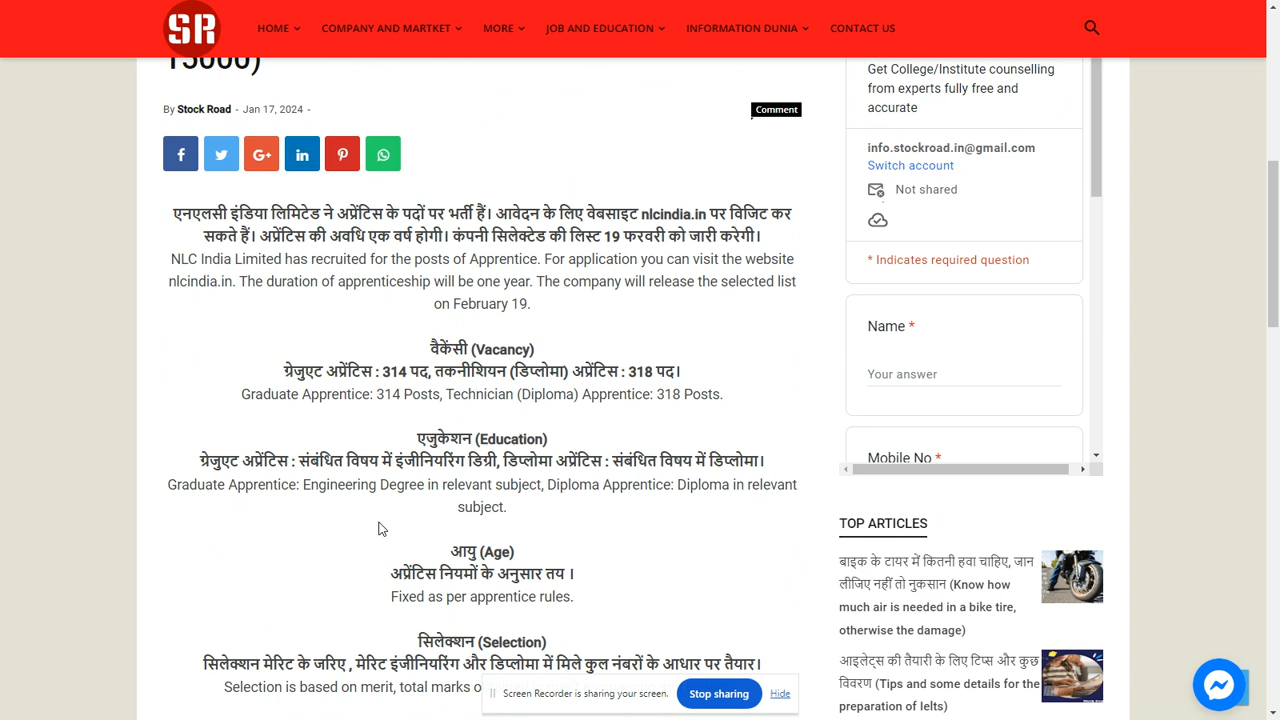 SR
HOME
COMPANY AND MARTKET
MORE
JOB AND EDUCATION
INFORMATION DUNIA
CONTACT US
15000)
By Stock Road - Jan 17, 2024 -
Comment
एनएलसी इंडिया लिमिटेड ने अप्रेंटिस के पदों पर भर्ती हैं। आवेदन के लिए वेबसाइट nlcindia.in पर विजिट कर
सकते हैं। अप्रेंटिस की अवधि एक वर्ष होगी। कंपनी सिलेक्टेड की लिस्ट 19 फरवरी को जारी करेगी।
NLC India Limited has recruited for the posts of Apprentice. For application you can visit the website
nlcindia.in. The duration of apprenticeship will be one year. The company will release the selected list
on February 19.
वैकेंसी (Vacancy)
ग्रेजुएट अप्रेंटिस : 314 पद, तकनीशियन (डिप्लोमा) अप्रेंटिस : 318 पद।
Graduate Apprentice: 314 Posts, Technician (Diploma) Apprentice: 318 Posts.
एजुकेशन (Education)
ग्रेजुएट अप्रेंटिस : संबंधित विषय में इंजीनियरिंग डिग्री, डिप्लोमा अप्रेंटिस : संबंधित विषय में डिप्लोमा।
Graduate Apprentice: Engineering Degree in relevant subject, Diploma Apprentice: Diploma in relevant
subject.
आयु (Age)
अप्रेंटिस नियमों के अनुसार तय ।
Fixed as per apprentice rules.
सिलेक्शन (Selection)
सिलेक्शन मेरिट के जरिए , मेरिट इंजीनियरिंग और डिप्लोमा में मिले कुल नंबरों के आधार पर तैयार।
Selection is based on merit, total marks
Screen Recorder is sharing your screen.
Stop sharing
Hide
Get College/Institute counselling
from experts fully free and
accurate
info.stockroad.in@gmail.com
Switch account
Not shared
* Indicates required question
Name *
Your answer
Mobile No *
TOP ARTICLES
बाइक के टायर में कितनी हवा चाहिए, जान
लीजिए नहीं तो नुकसान (Know how
much air is needed in a bike tire,
otherwise the damage)
आइलेट्स की तैयारी के लिए टिप्स और कुछ
विवरण (Tips and some details for the
preparation of Ielts)